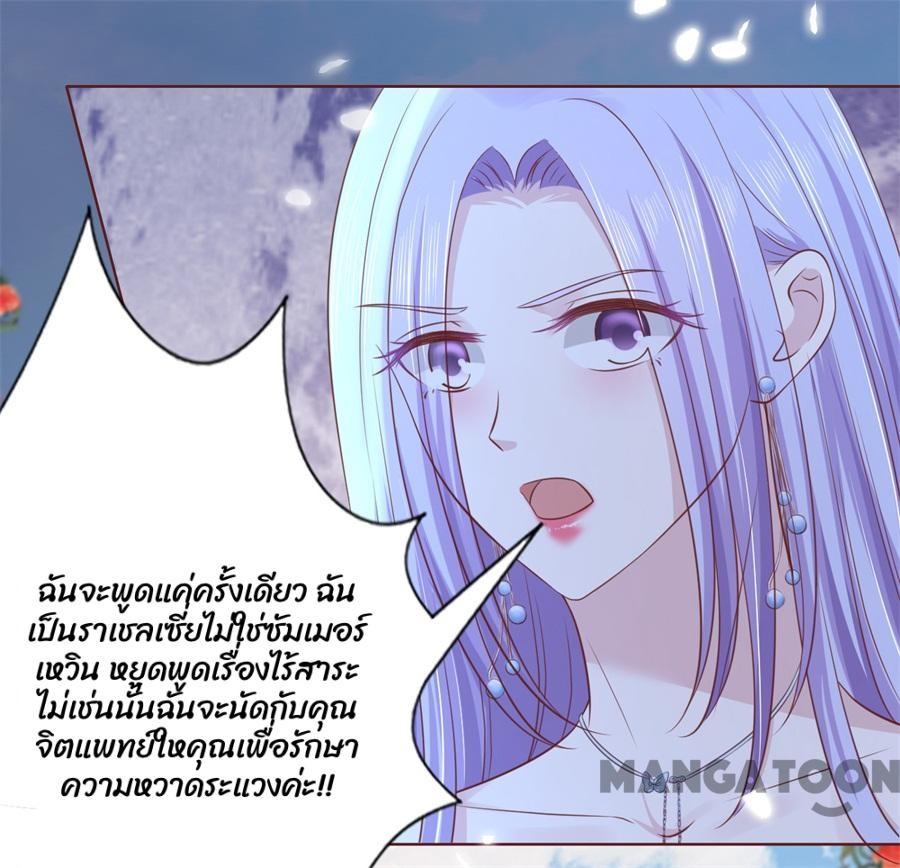 ฉันจะพูดแค่ครั้งเดียว ฉัน
เป็นราเชลเซี่ยไม่ใช่ซัมเมอร์
เหวิน หยุดพูดเรื่องไร้สาระ
ไม่เช่นนั้นฉันจะนัดกับคุณ
จิตแพทย์ให้คุณเพื่อรักษา
ความหวาดระแวงค่ะ!!
MANGATOON